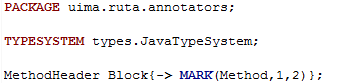 PACKAGE uima.ruta.annotators;
TYPESYSTEM types.JavaTypeSystem;
MethodHeader Block{-> MARK(Method,1,2)};